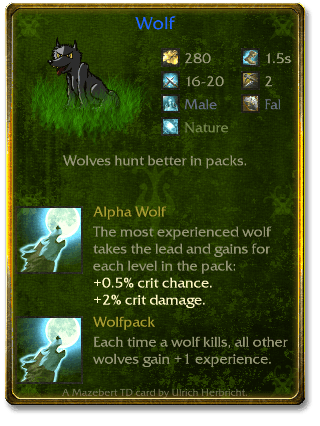 Wolf
280 1.5s
16-20 2
Male Fal
Nature
Wolves hunt better in packs.
Alpha Wolf
The most experienced wolf
takes the lead and gains for
each level in the pack:
+0.5% crit chance.
+2% crit damage.
Wolfpack
Each time a wolf kills, all other
wolves gain +1 experience.
A Mazebert TD card by Ulrich Herbricht.